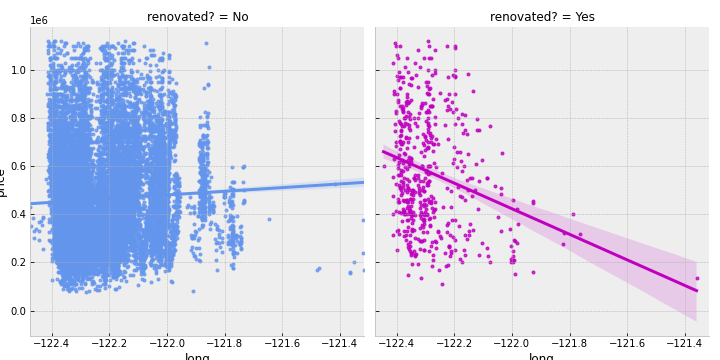 renovated? = No
renovated? = Yes
1e6
1.0
0.8
0.6
0.4
0.2
0.0
price
−122.4 −122.2 −122.0 −121.8 −121.6 −121.4
−122.4 −122.2 −122.0 −121.8 −121.6 −121.4
long
long